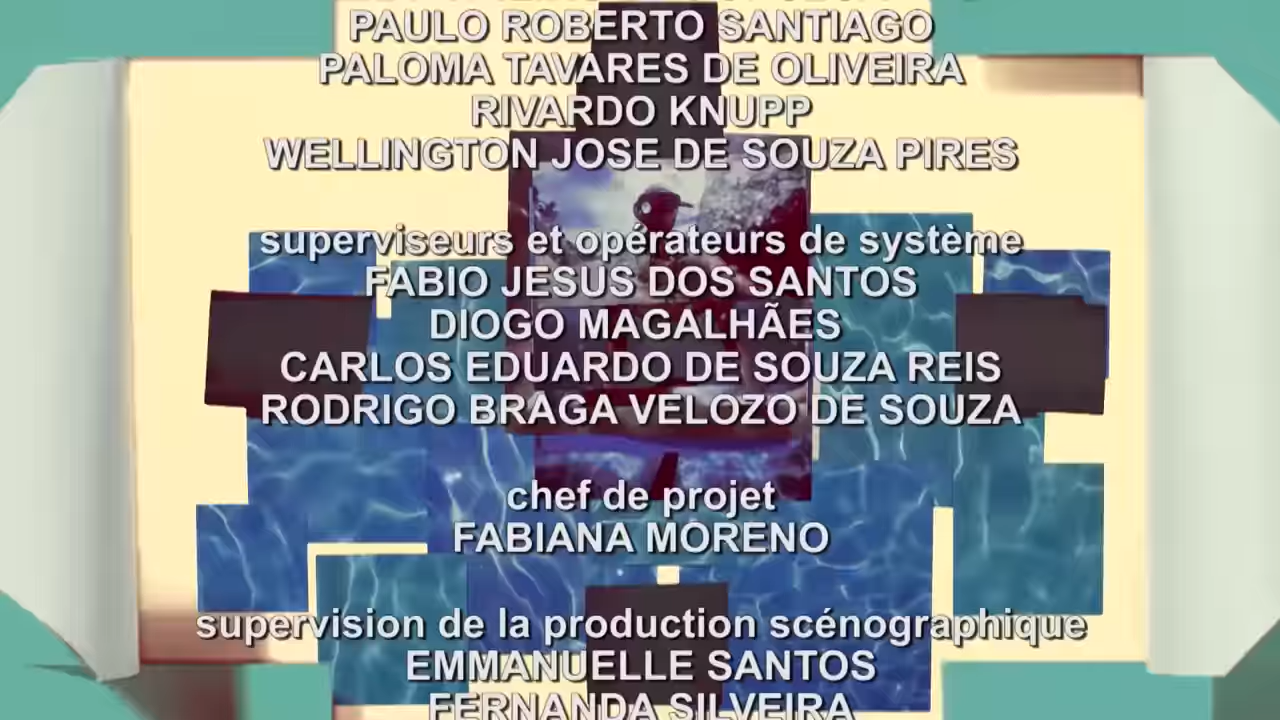 PAULO ROBERTO SANTIAGO
PALOMA TAVARES DE OLIVEIRA
RIVARDO KNUPP
WELLINGTON JOSE DE SOUZA PIRES
superviseurs et opérateurs de système
FABIO JESUS DOS SANTOS
DIOGO MAGALHÃES
CARLOS EDUARDO DE SOUZA REIS
RODRIGO BRAGA VELOZO DE SOUZA
chef de projet
FABIANA MORENO
supervision de la production scénographique
EMMANUELLE SANTOS
FERNANDA SILVEIRA